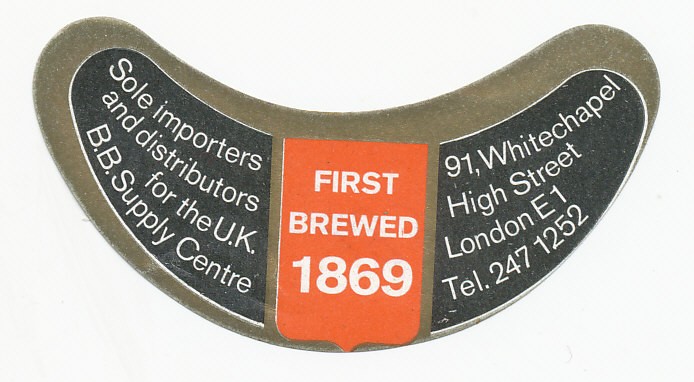 Sole importers
and distributors
for the U.K.
B.B. Supply Centre
FIRST
BREWED
1869
91, Whitechapel
High Street
London E1
Tel. 247 1252